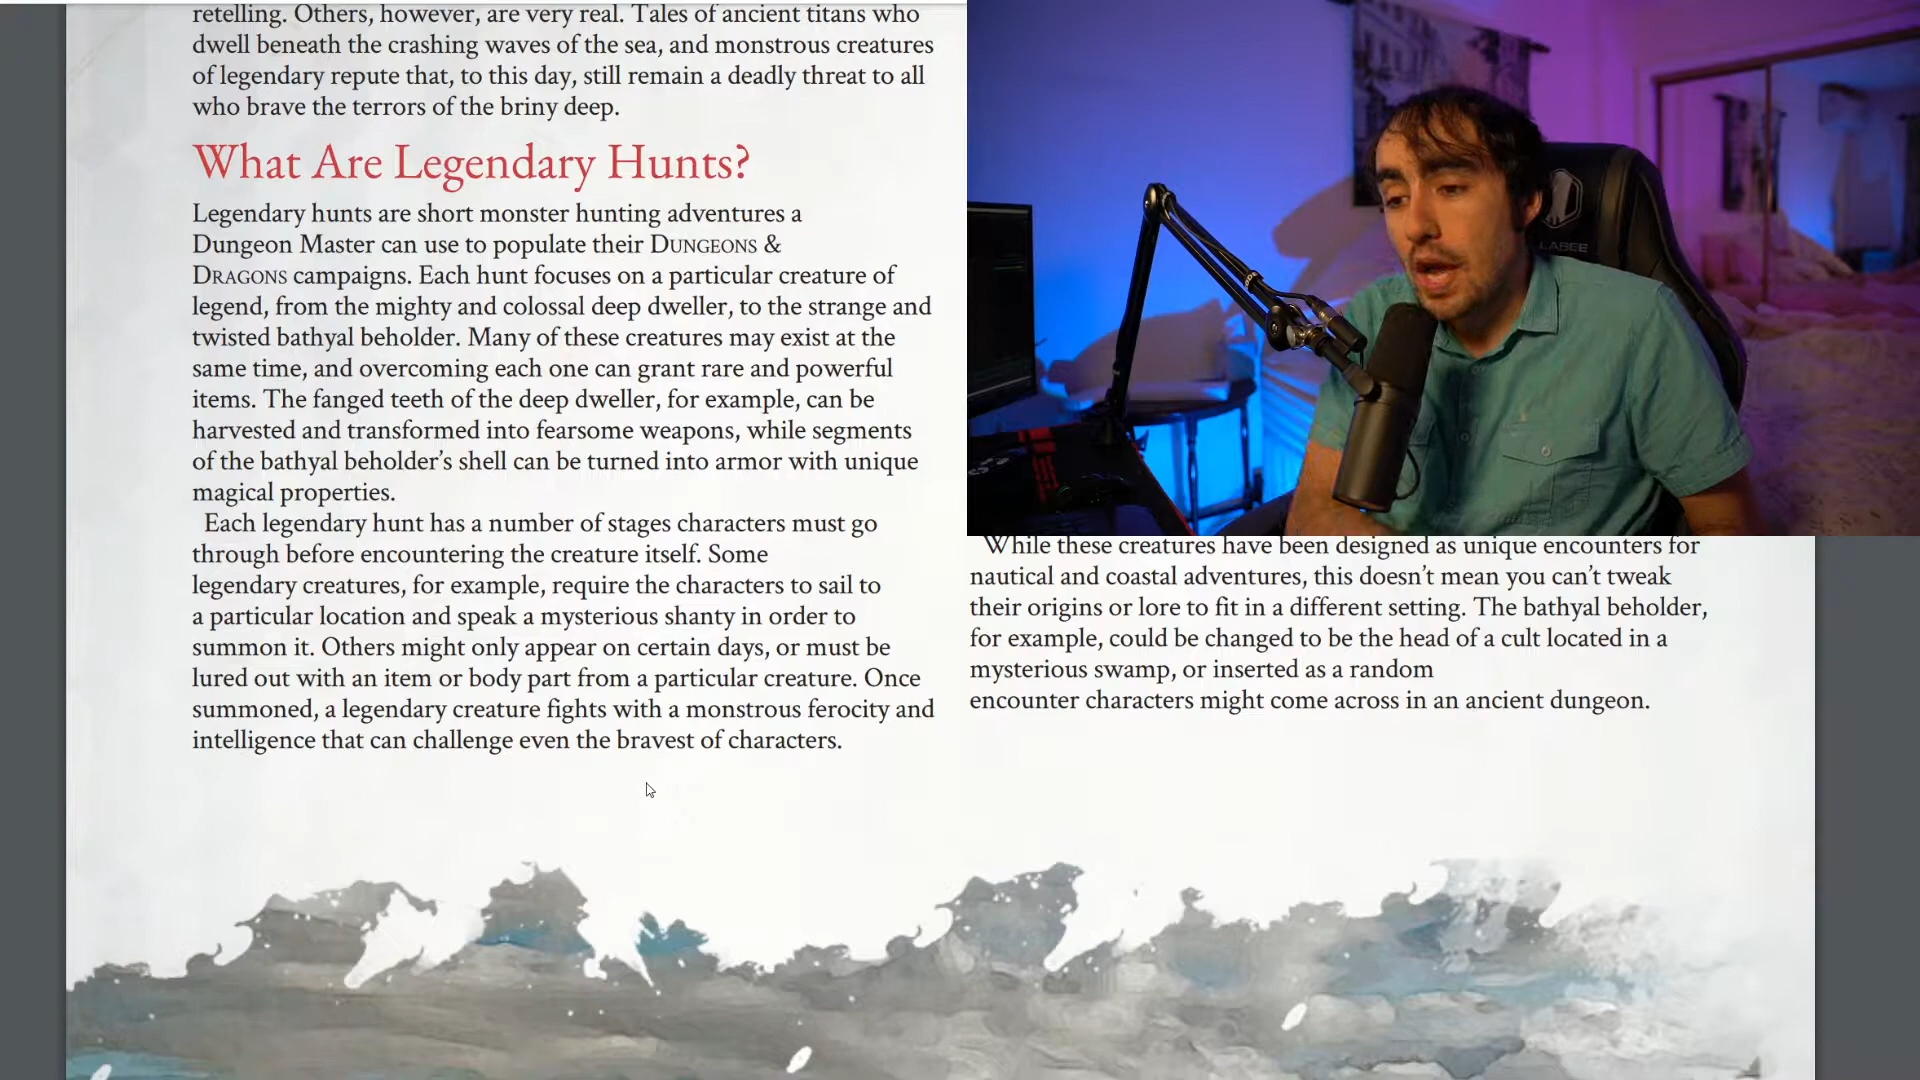 retelling. Others, however, are very real. Tales of ancient titans who
dwell beneath the crashing waves of the sea, and monstrous creatures
of legendary repute that, to this day, still remain a deadly threat to all
who brave the terrors of the briny deep.
What Are Legendary Hunts?
Legendary hunts are short monster hunting adventures a
Dungeon Master can use to populate their DUNGEONS &
DRAGONS campaigns. Each hunt focuses on a particular creature of
legend, from the mighty and colossal deep dweller, to the strange and
twisted bathyal beholder. Many of these creatures may exist at the
same time, and overcoming each one can grant rare and powerful
items. The fanged teeth of the deep dweller, for example, can be
harvested and transformed into fearsome weapons, while segments
of the bathyal beholder’s shell can be turned into armor with unique
magical properties.
Each legendary hunt has a number of stages characters must go
through before encountering the creature itself. Some
legendary creatures, for example, require the characters to sail to
a particular location and speak a mysterious shanty in order to
summon it. Others might only appear on certain days, or must be
lured out with an item or body part from a particular creature. Once
summoned, a legendary creature fights with a monstrous ferocity and
intelligence that can challenge even the bravest of characters.
LABEE
While these creatures have been designed as unique encounters for
nautical and coastal adventures, this doesn’t mean you can’t tweak
their origins or lore to fit in a different setting. The bathyal beholder,
for example, could be changed to be the head of a cult located in a
mysterious swamp, or inserted as a random
encounter characters might come across in an ancient dungeon.